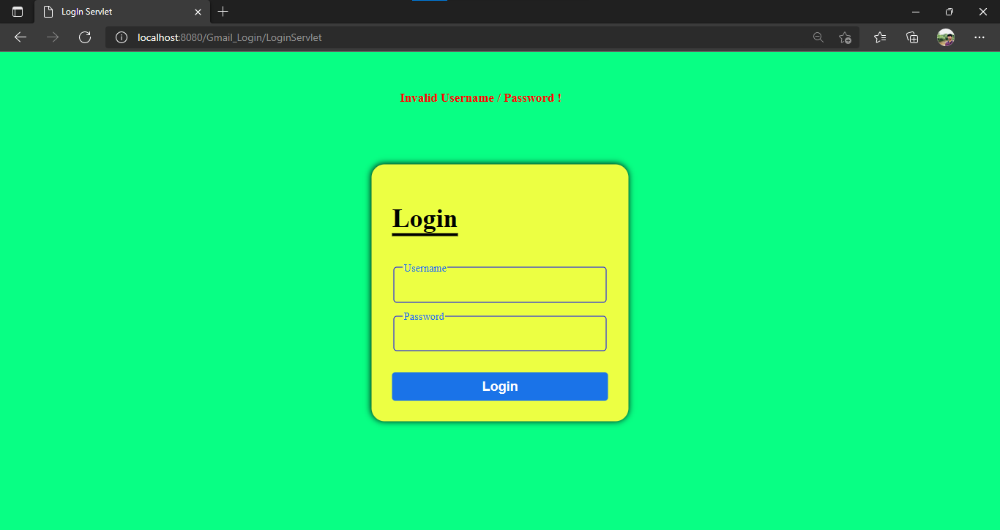 LogIn Servlet
localhost:8080/Gmail_Login/LoginServlet
Invalid Username / Password !
Login
Username
Password
Login